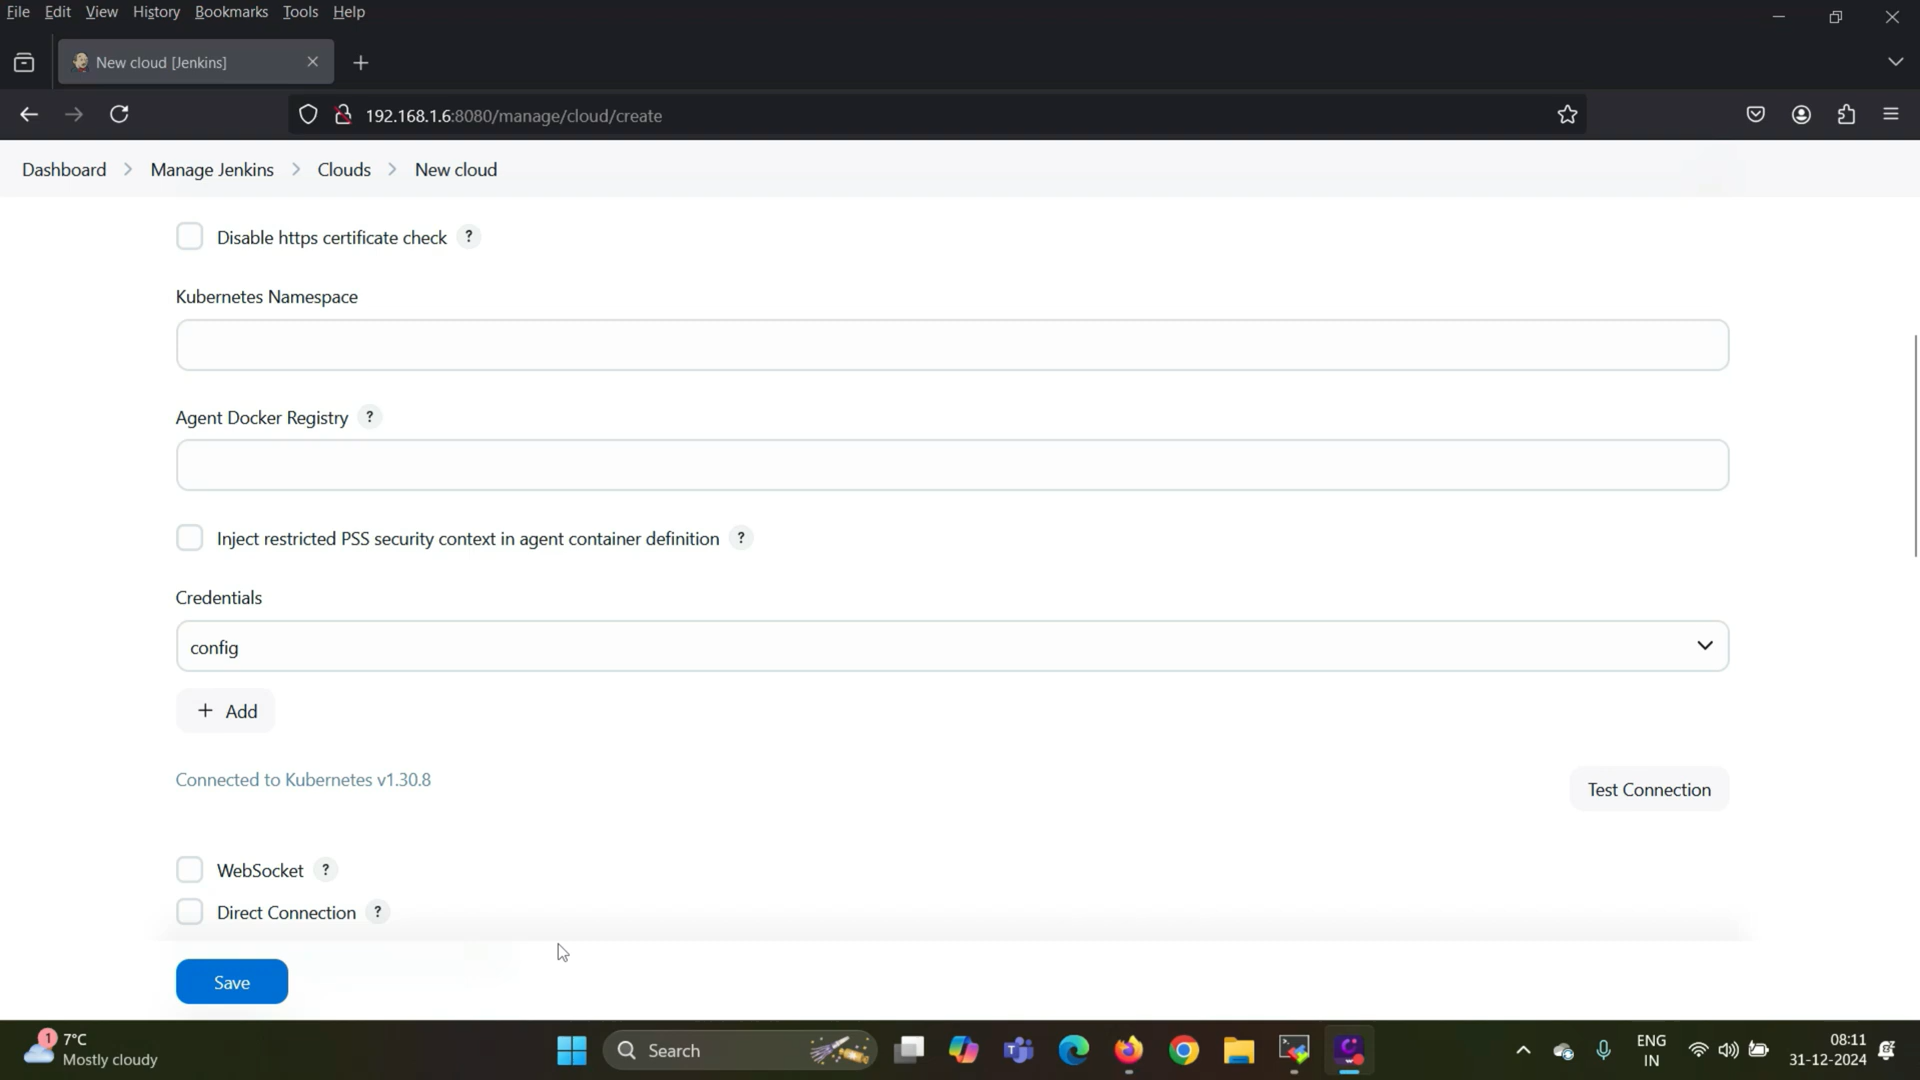 File Edit View History Bookmarks Tools Help
New cloud [Jenkins]
192.168.1.6:8080/manage/cloud/create
Dashboard Manage Jenkins Clouds New cloud
Disable https certificate check ?
Kubernetes Namespace
Agent Docker Registry ?
Inject restricted PSS security context in agent container definition ?
Credentials
config
+ Add
Connected to Kubernetes v1.30.8
Test Connection
WebSocket ?
Direct Connection ?
Save
1 7°C
Mostly cloudy
Search
ENG
IN
08:11
31-12-2024